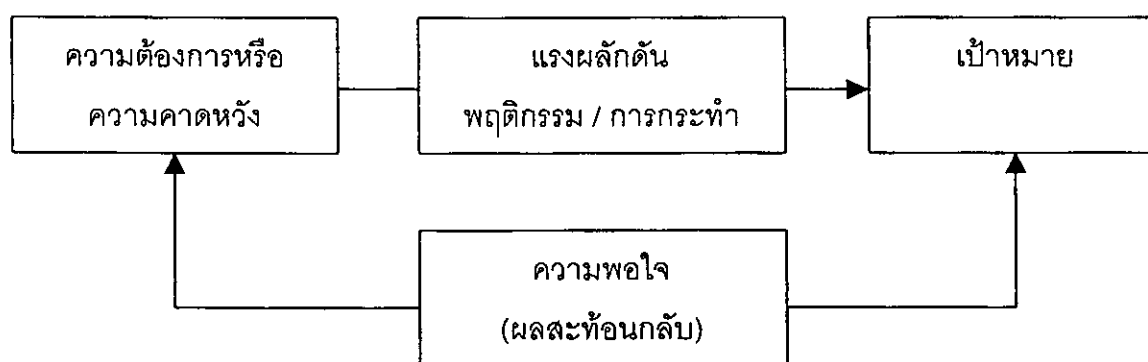 ความต้องการหรือ
ความคาดหวัง
แรงผลักดัน
พฤติกรรม / การกระทำ
เป้าหมาย
ความพอใจ
(ผลสะท้อนกลับ)